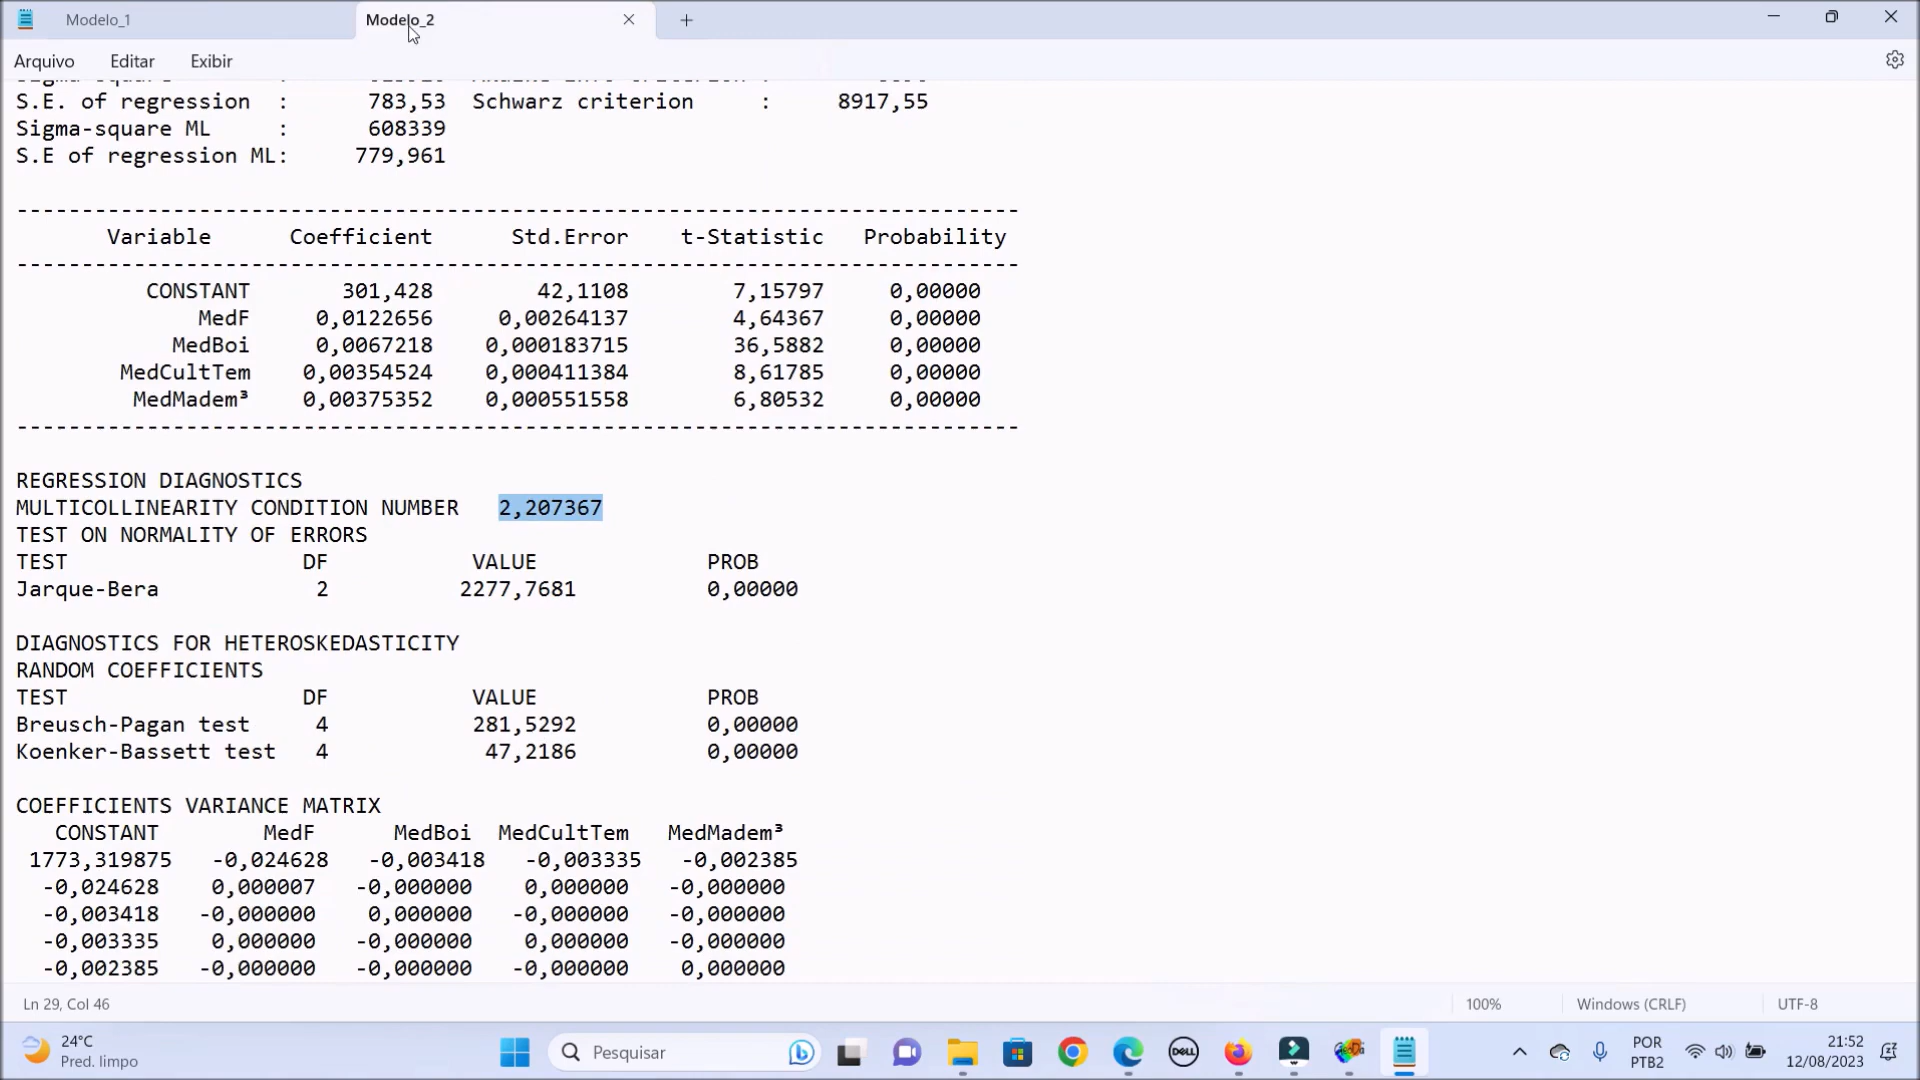 Modelo_1
Modelo_2
Arquivo Editar Exibir
S.E. of regression : 783,53 Schwarz criterion : 8917,55
Sigma-square ML : 608339
S.E of regression ML: 779,961
-----------------------------------------------------------------------------
Variable Coefficient Std.Error t-Statistic Probability
-----------------------------------------------------------------------------
CONSTANT 301,428 42,1108 7,15797 0,00000
MedF 0,0122656 0,00264137 4,64367 0,00000
MedBoi 0,0067218 0,000183715 36,5882 0,00000
MedCultTem 0,00354524 0,000411384 8,61785 0,00000
MedMadem³ 0,00375352 0,000551558 6,80532 0,00000
-----------------------------------------------------------------------------
REGRESSION DIAGNOSTICS
MULTICOLLINEARITY CONDITION NUMBER 2,207367
TEST ON NORMALITY OF ERRORS
TEST DF VALUE PROB
Jarque-Bera 2 2277,7681 0,00000
DIAGNOSTICS FOR HETEROSKEDASTICITY
RANDOM COEFFICIENTS
TEST DF VALUE PROB
Breusch-Pagan test 4 281,5292 0,00000
Koenker-Bassett test 4 47,2186 0,00000
COEFFICIENTS VARIANCE MATRIX
CONSTANT MedF MedBoi MedCultTem MedMadem³
1773,319875 -0,024628 -0,003418 -0,003335 -0,002385
-0,024628 0,000007 -0,000000 0,000000 -0,000000
-0,003418 -0,000000 0,000000 -0,000000 -0,000000
-0,003335 0,000000 -0,000000 0,000000 -0,000000
-0,002385 -0,000000 -0,000000 -0,000000 0,000000
Ln 29, Col 46 100% Windows (CRLF) UTF-8
24°C
Pred. limpo
Pesquisar
DELL
POR
PTB2
21:52
12/08/2023